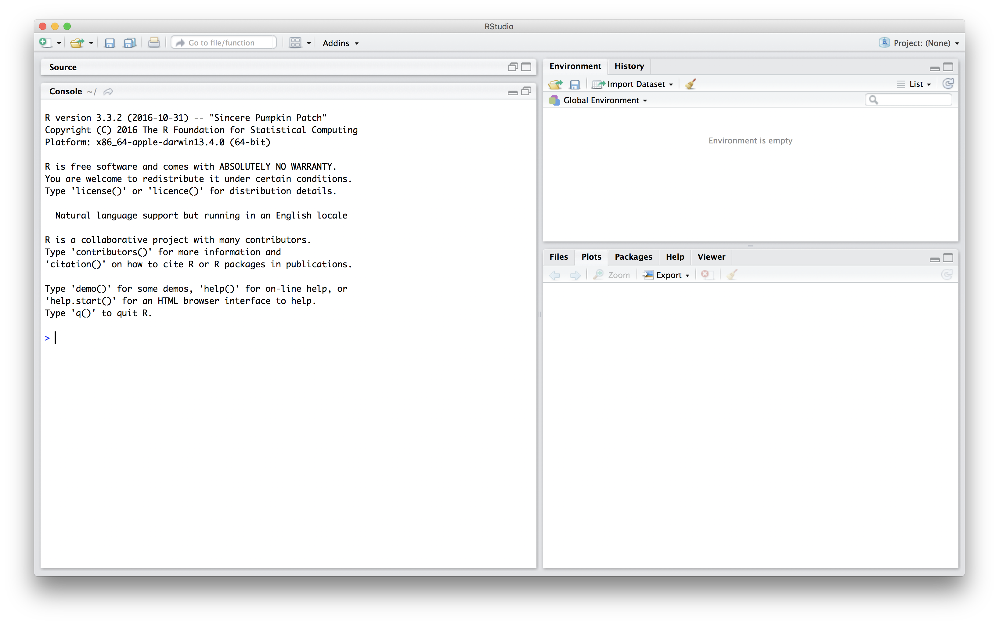 RStudio
Go to file/function
Addins
Project: (None)
Source
Console ~/
R version 3.3.2 (2016-10-31) -- "Sincere Pumpkin Patch"
Copyright (C) 2016 The R Foundation for Statistical Computing
Platform: x86_64-apple-darwin13.4.0 (64-bit)
R is free software and comes with ABSOLUTELY NO WARRANTY.
You are welcome to redistribute it under certain conditions.
Type 'license()' or 'licence()' for distribution details.
Natural language support but running in an English locale
R is a collaborative project with many contributors.
Type 'contributors()' for more information and
'citation()' on how to cite R or R packages in publications.
Type 'demo()' for some demos, 'help()' for on-line help, or
'help.start()' for an HTML browser interface to help.
Type 'q()' to quit R.
>
Environment History
Import Dataset List
Global Environment
Environment is empty
Files Plots Packages Help Viewer
Zoom Export